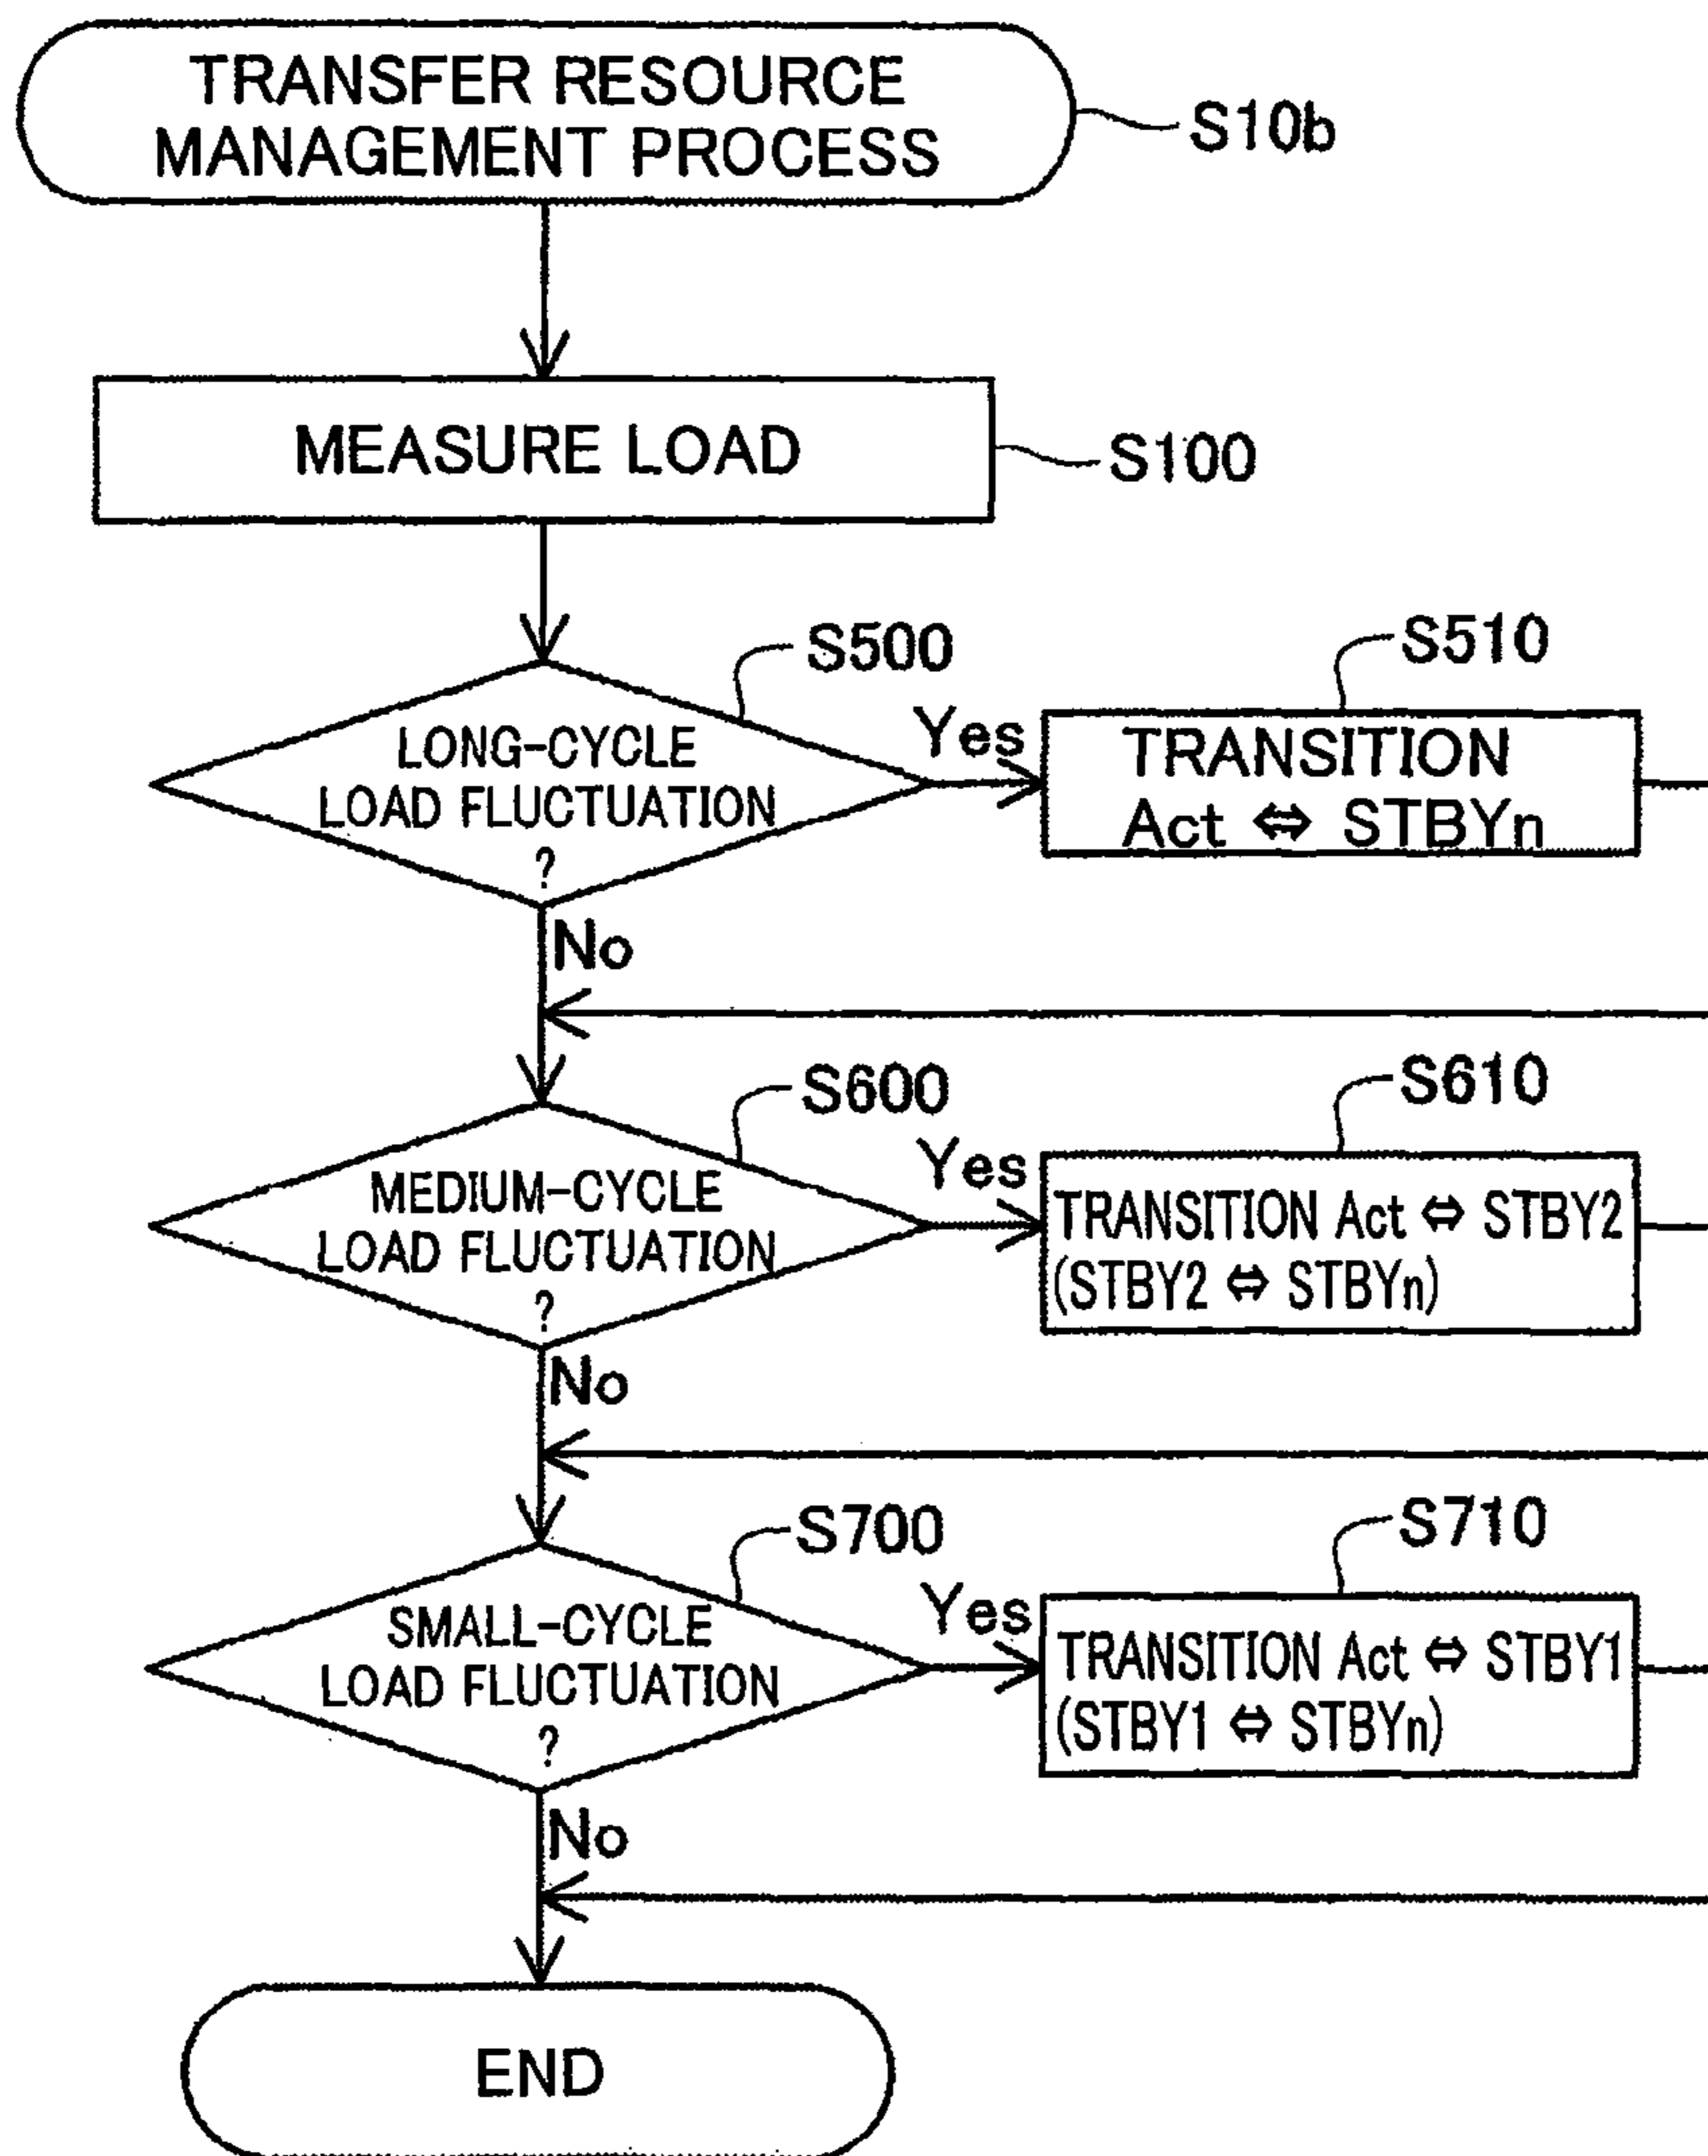 TRANSFER RESOURCE
MANAGEMENT PROCESS
S10b
MEASURE LOAD
S100
S500
LONG-CYCLE
LOAD FLUCTUATION
?
Yes
S510
TRANSITION
Act ⇔ STBYn
No
S600
MEDIUM-CYCLE
LOAD FLUCTUATION
?
Yes
S610
TRANSITION Act ⇔ STBY2
(STBY2 ⇔ STBYn)
No
S700
SMALL-CYCLE
LOAD FLUCTUATION
?
Yes
S710
TRANSITION Act ⇔ STBY1
(STBY1 ⇔ STBYn)
No
END